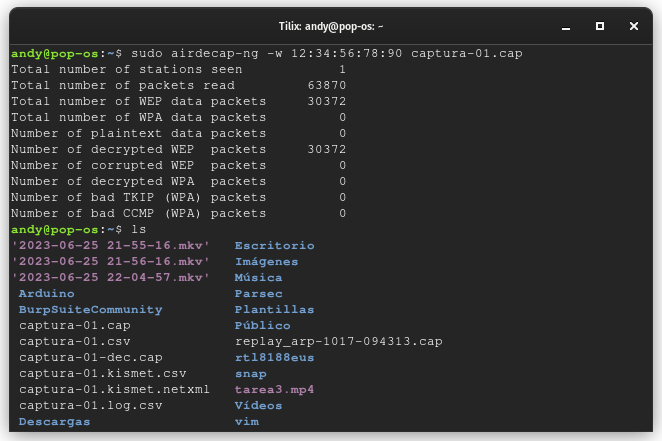 Tilix: andy@pop-os: ~
andy@pop-os:~$ sudo airdecap-ng -w 12:34:56:78:90 captura-01.cap
Total number of stations seen            1
Total number of packets read         63870
Total number of WEP data packets     30372
Total number of WPA data packets         0
Number of plaintext data packets         0
Number of decrypted WEP  packets     30372
Number of corrupted WEP  packets         0
Number of decrypted WPA  packets         0
Number of bad TKIP (WPA) packets         0
Number of bad CCMP (WPA) packets         0
andy@pop-os:~$ ls
'2023-06-25 21-55-16.mkv'   Escritorio
'2023-06-25 21-56-16.mkv'   Imágenes
'2023-06-25 22-04-57.mkv'   Música
Arduino                    Parsec
BurpSuiteCommunity         Plantillas
captura-01.cap             Público
captura-01.csv             replay_arp-1017-094313.cap
captura-01-dec.cap         rtl8188eus
captura-01.kismet.csv      snap
captura-01.kismet.netxml   tarea3.mp4
captura-01.log.csv         Vídeos
Descargas                  vim